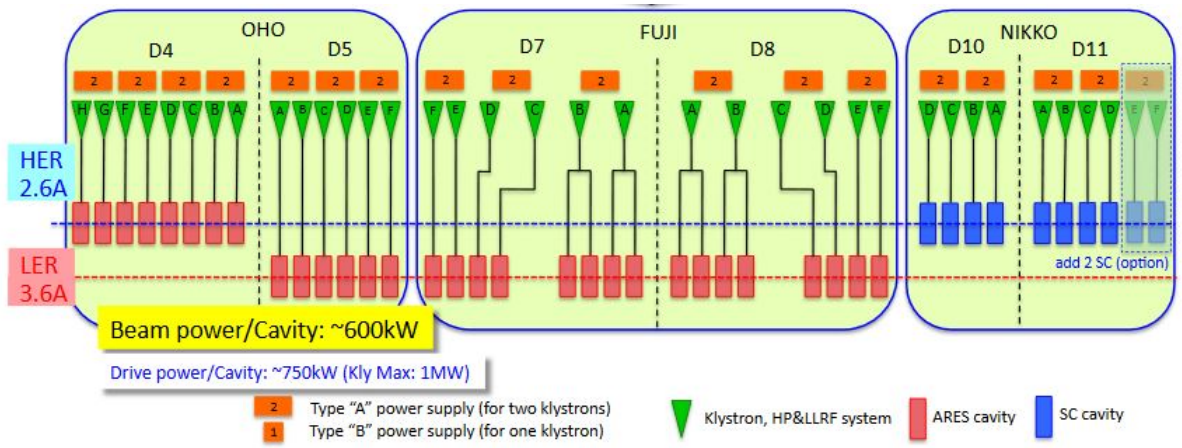 OHO
FUJI
NIKKO
D4
D5
D7
D8
D10
D11
2 2 2 2 2 2 2 2 2 2 2 2 2 2 2 2 2 2 2
H G F E D C B A A B C D E F F E D C B A A B C D E F D C B A A B C D E F
HER
2.6A
LER
3.6A
add 2 SC (option)
Beam power/Cavity: ~600kW
Drive power/Cavity: ~750kW (Kly Max: 1MW)
2 Type “A” power supply (for two klystrons)
1 Type “B” power supply (for one klystron)
Klystron, HP&LLRF system
ARES cavity
SC cavity